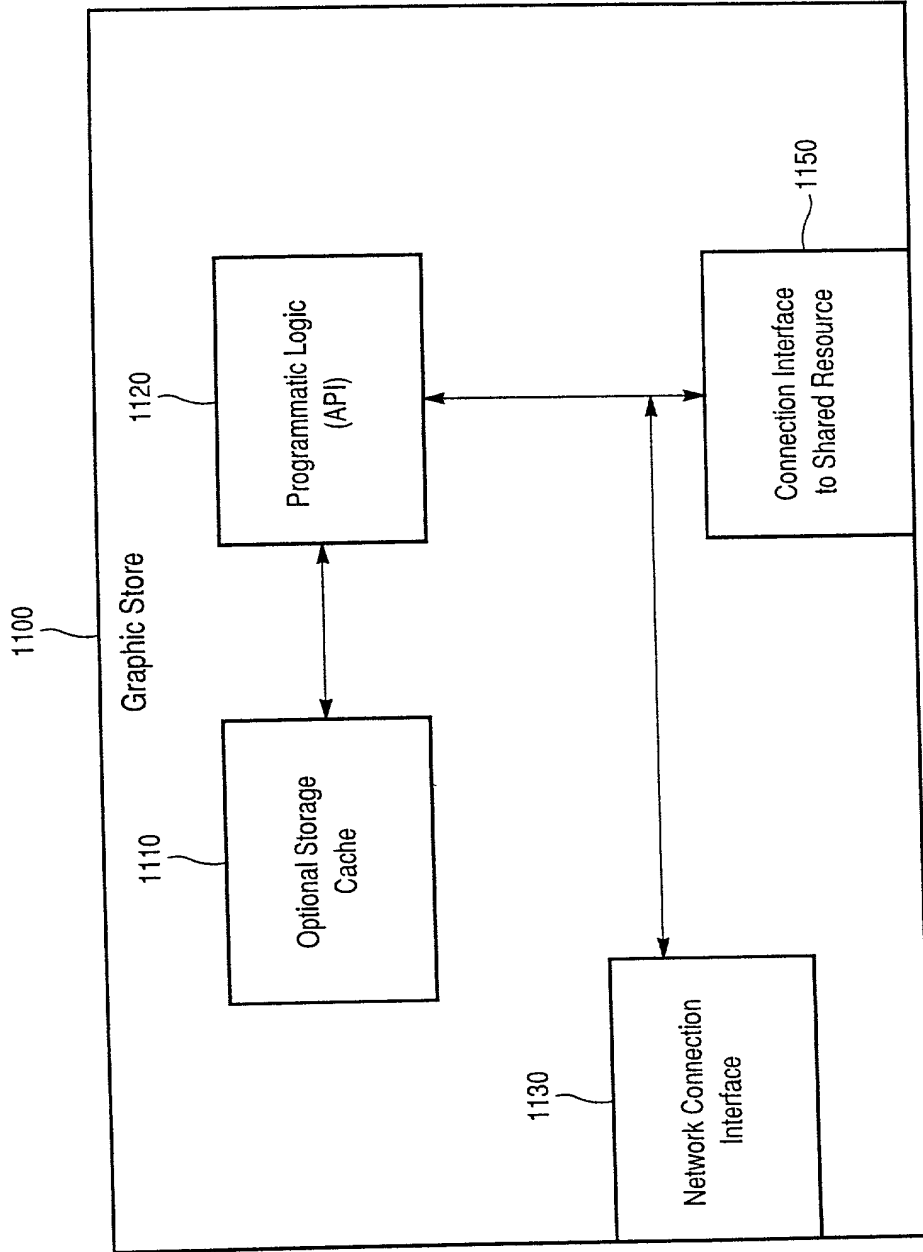 1100
Graphic Store
1110
Optional Storage
Cache
1120
Programmatic Logic
(API)
1130
Network Connection
Interface
1150
Connection Interface
to Shared Resource